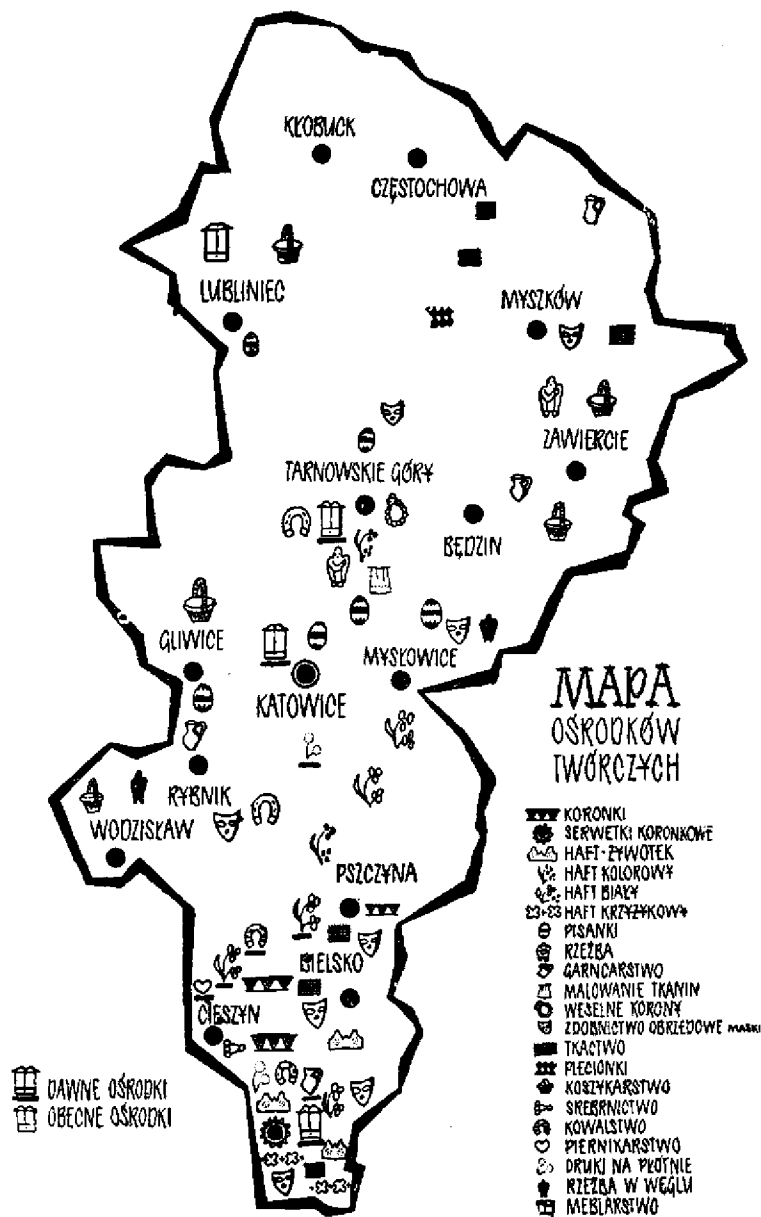 KŁOBUCK
CZĘSTOCHOWA
LUBLINIEC
MYSZKÓW
ZAWIERCIE
TARNOWSKIE GÓRY
BĘDZIN
GLIWICE
MYSŁOWICE
KATOWICE
RYBNIK
WODZISŁAW
PSZCZYNA
BIELSKO
CIESZYN
MAPA
OŚRODKÓW
TWÓRCZYCH
KORONKI
SERWETKI KORONKOWE
HAFT-ŻYWOTEK
HAFT KOLOROWY
HAFT BIAŁY
HAFT KRZYŻYKOWY
PISANKI
RZEŹBA
GARNCARSTWO
MALOWANIE TKANIN
WESELNE KORONY
ZDOBNICTWO OBRZĘDOWE MASKI
TKACTWO
PLECIONKI
KOSZYKARSTWO
SREBRNICTWO
KOWALSTWO
PIERNIKARSTWO
DRUKI NA PŁÓTNIE
RZEŹBA W WĘGLU
MEBLARSTWO
DAWNE OŚRODKI
OBECNE OŚRODKI